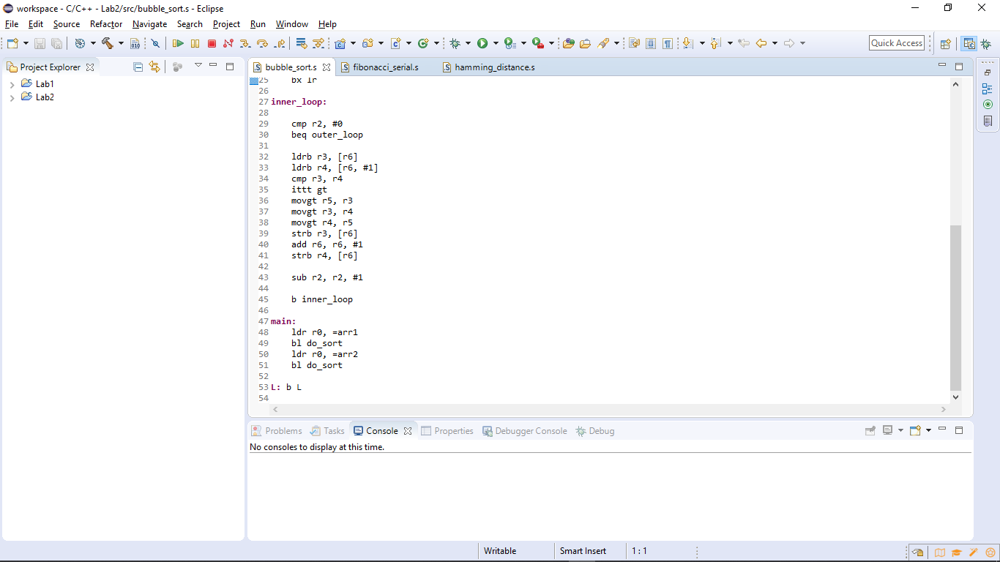 workspace - C/C++ - Lab2/src/bubble_sort.s - Eclipse
File Edit Source Refactor Navigate Search Project Run Window Help
010
Quick Access
Project Explorer
bubble_sort.s fibonacci_serial.s hamming_distance.s
Lab1
Lab2
25 bx lr
26
27 inner_loop:
28
29 cmp r2, #0
30 beq outer_loop
31
32 ldrb r3, [r6]
33 ldrb r4, [r6, #1]
34 cmp r3, r4
35 ittt gt
36 movgt r5, r3
37 movgt r3, r4
38 movgt r4, r5
39 strb r3, [r6]
40 add r6, r6, #1
41 strb r4, [r6]
42
43 sub r2, r2, #1
44
45 b inner_loop
46
47 main:
48 ldr r0, =arr1
49 bl do_sort
50 ldr r0, =arr2
51 bl do_sort
52
53 L: b L
54
Problems Tasks Console Properties Debugger Console Debug
No consoles to display at this time.
Writable Smart Insert 1 : 1